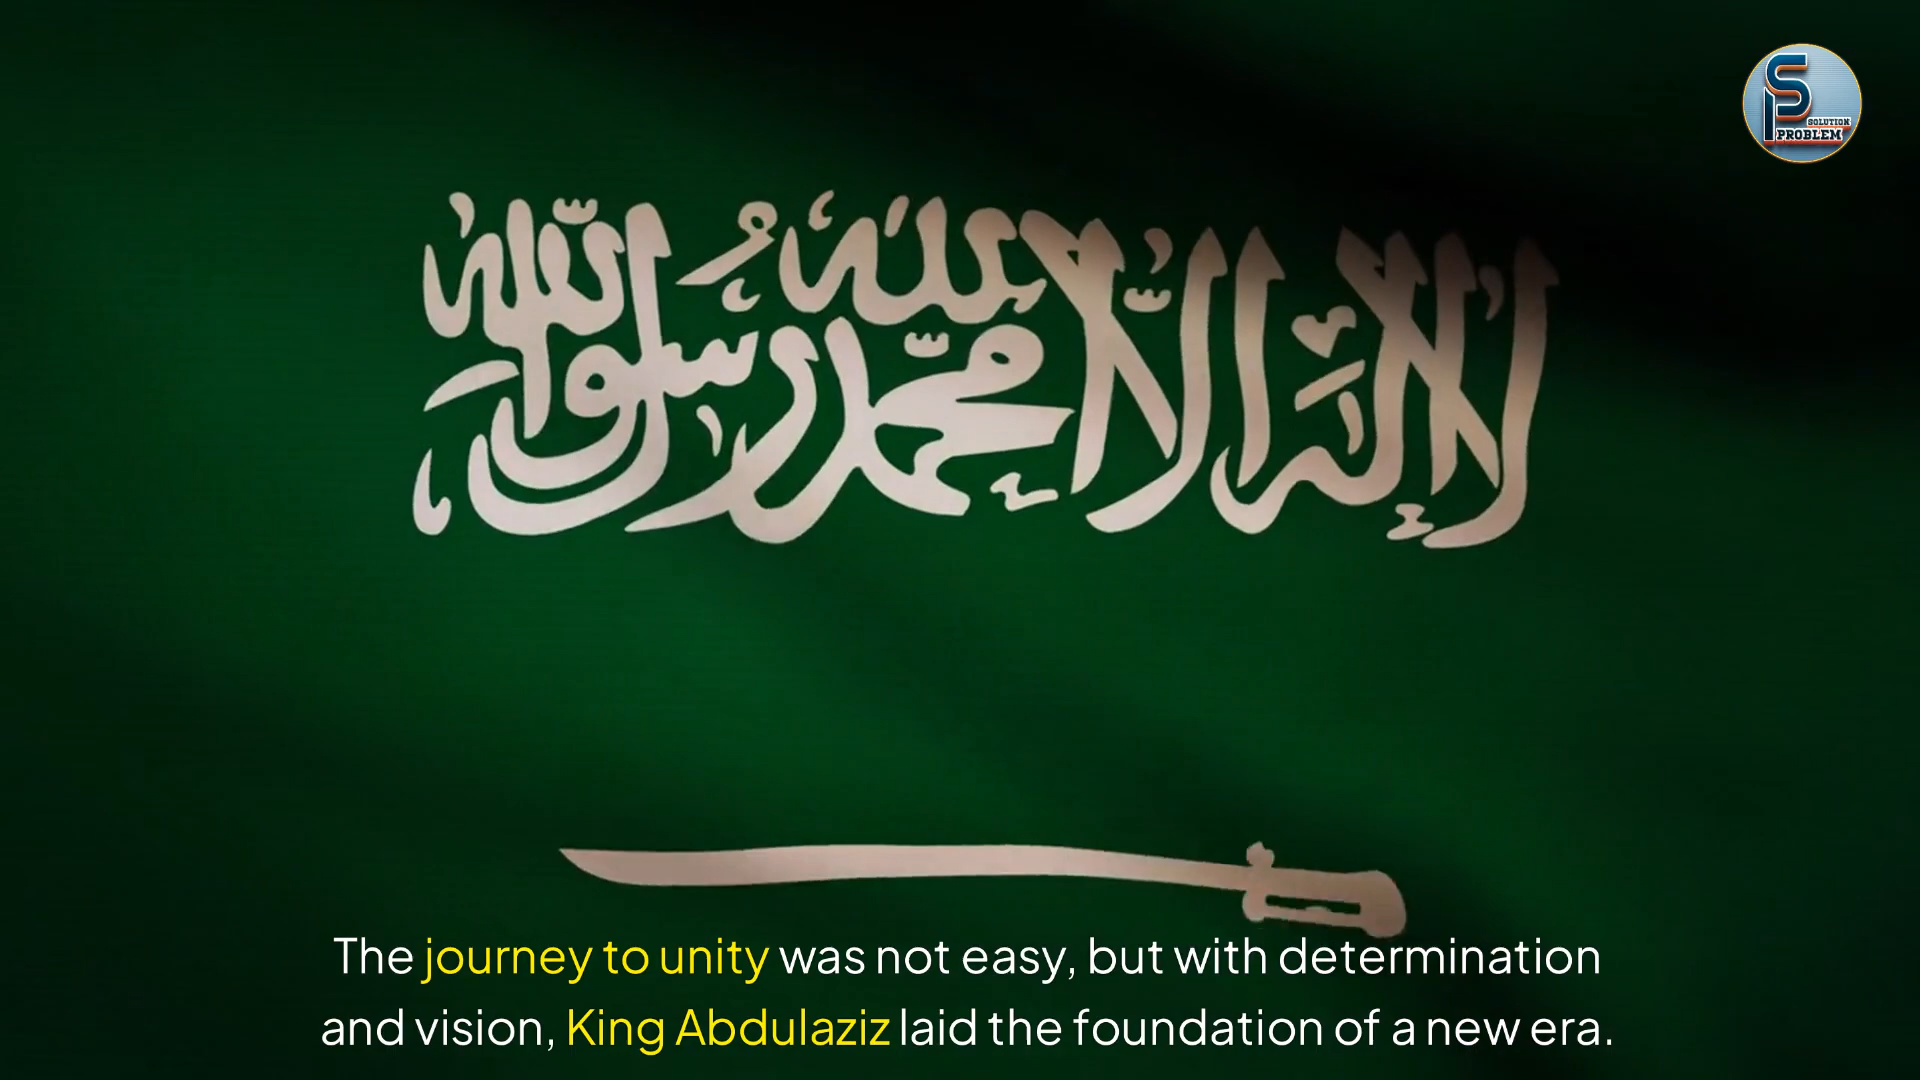 SP
SOLUTION
PROBLEM
لا إله إلا الله محمد رسول الله
The journey to unity was not easy, but with determination
and vision, King Abdulaziz laid the foundation of a new era.